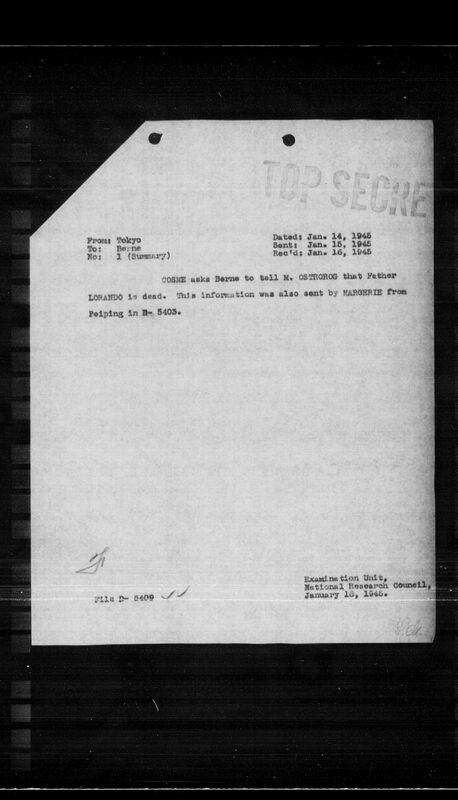 TOP SECRE
From: Tokyo
To: Berne
No: 1 (Summary)
Dated: Jan. 14, 1945
Sent: Jan. 15, 1945
Rec'd: Jan. 16, 1945
COSME asks Berne to tell M. OSTROROG that Father
LORANDO is dead. This information was also sent by MARGERIE from
Peiping in D- 5403.
Examination Unit,
National Research Council,
January 18, 1945.
File D- 5409